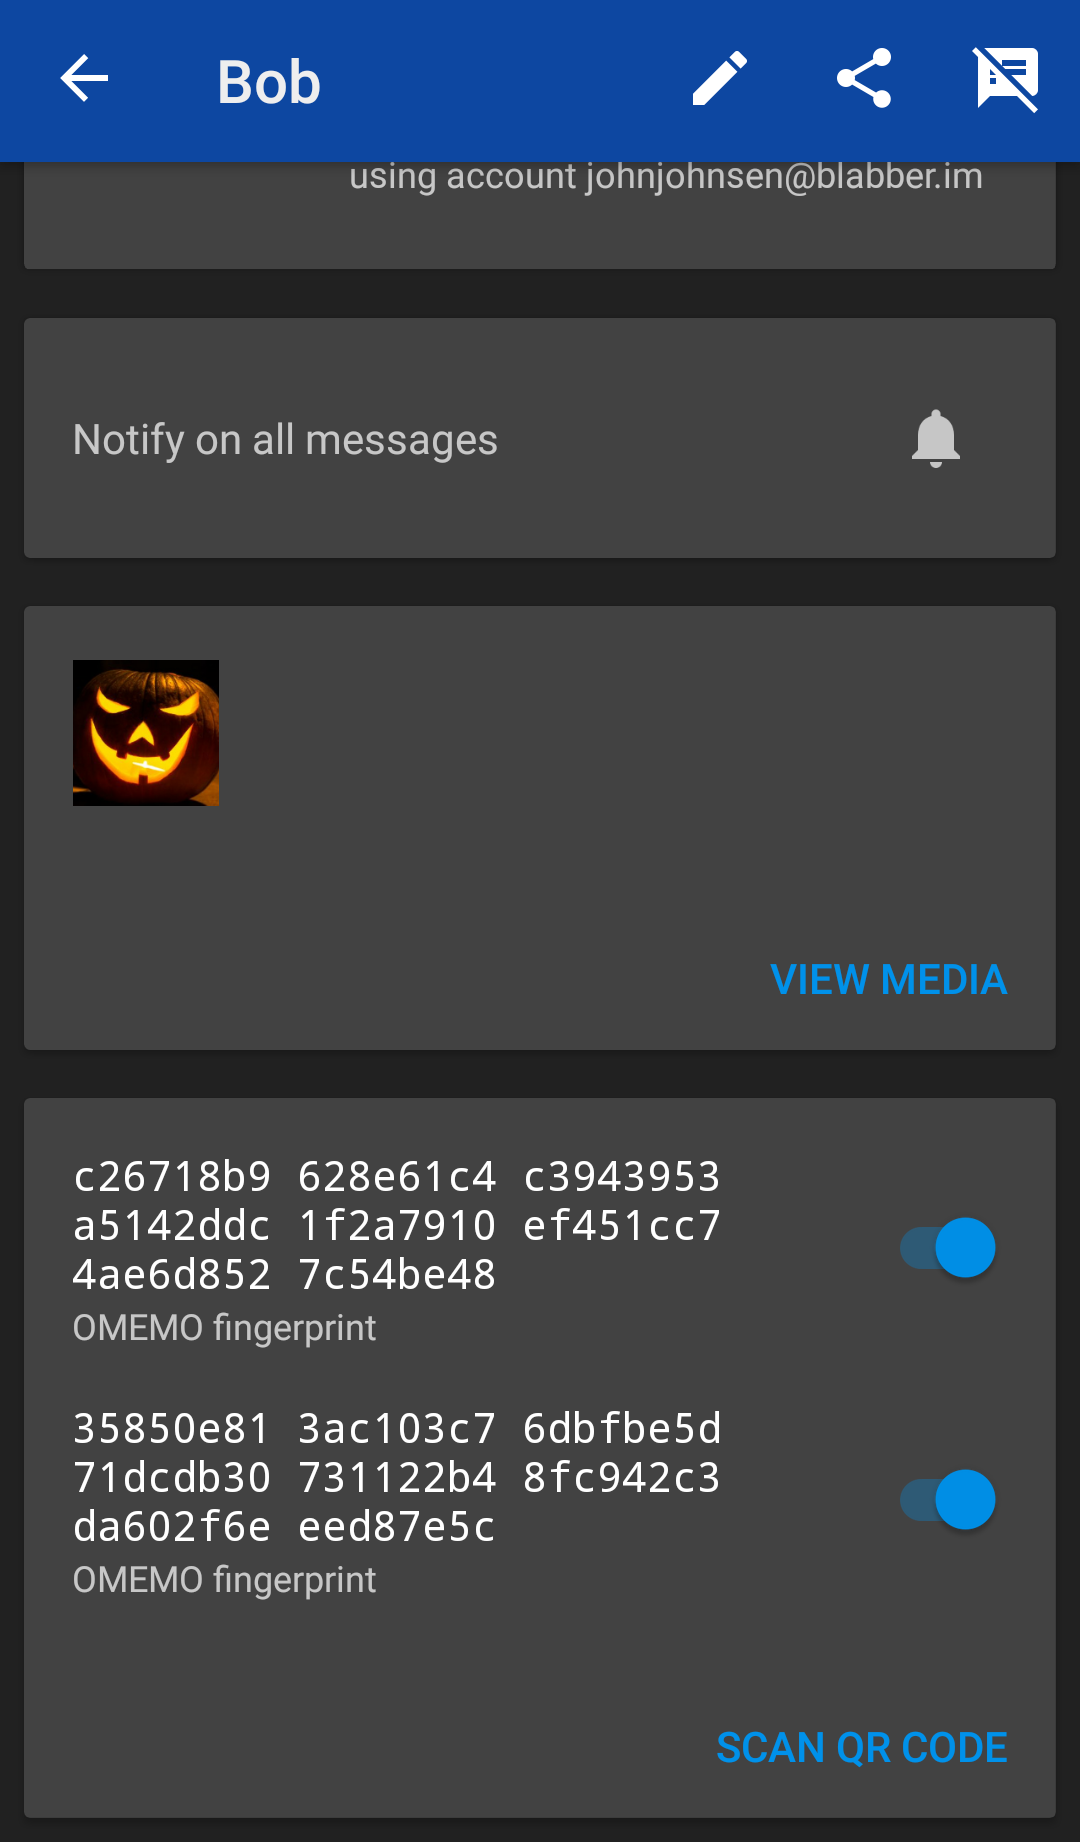 Bob
using account johnjohnsen@blabber.im
Notify on all messages
VIEW MEDIA
c26718b9 628e61c4 c3943953
a5142ddc 1f2a7910 ef451cc7
4ae6d852 7c54be48
OMEMO fingerprint
35850e81 3ac103c7 6dbfbe5d
71dcdb30 731122b4 8fc942c3
da602f6e eed87e5c
OMEMO fingerprint
SCAN QR CODE